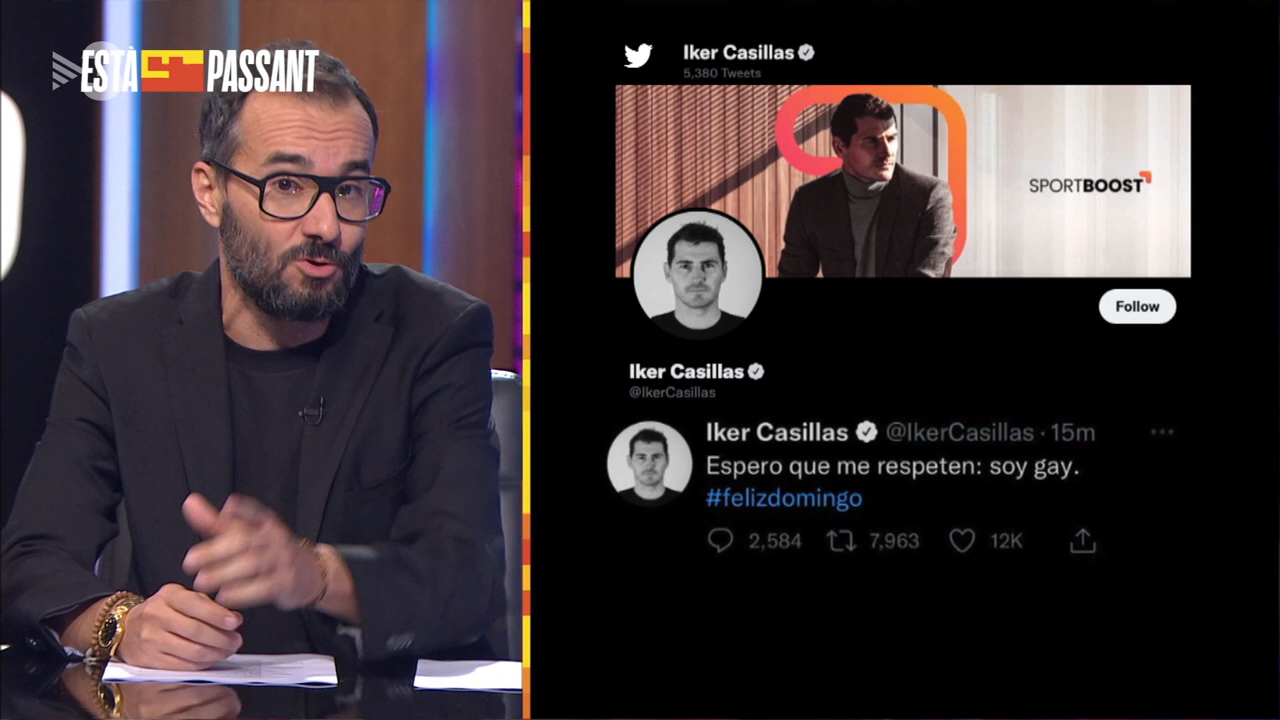 ESTÀ PASSANT
Iker Casillas
5,380 Tweets
SPORTBOOST
Follow
Iker Casillas
@IkerCasillas
Iker Casillas @IkerCasillas · 15m
Espero que me respeten: soy gay.
#felizdomingo
2,584 7,963 12K